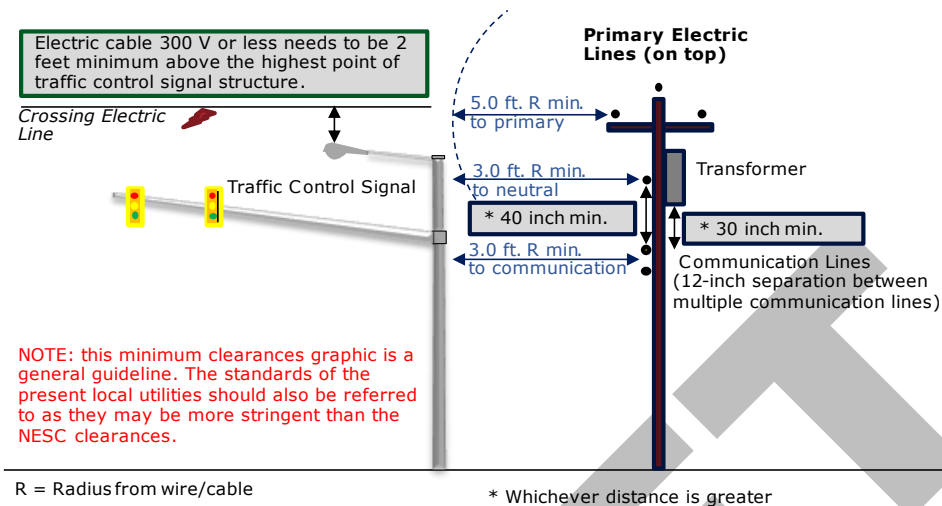 Electric cable 300 V or less needs to be 2
feet minimum above the highest point of
traffic control signal structure.
Primary Electric
Lines (on top)
Crossing Electric
Line
5.0 ft. R min.
to primary
Traffic Control Signal
3.0 ft. R min.
to neutral
Transformer
* 40 inch min.
* 30 inch min.
3.0 ft. R min.
to communication
Communication Lines
(12-inch separation between
multiple communication lines)
NOTE: this minimum clearances graphic is a
general guideline. The standards of the
present local utilities should also be referred
to as they may be more stringent than the
NESC clearances.
R = Radius from wire/cable
* Whichever distance is greater